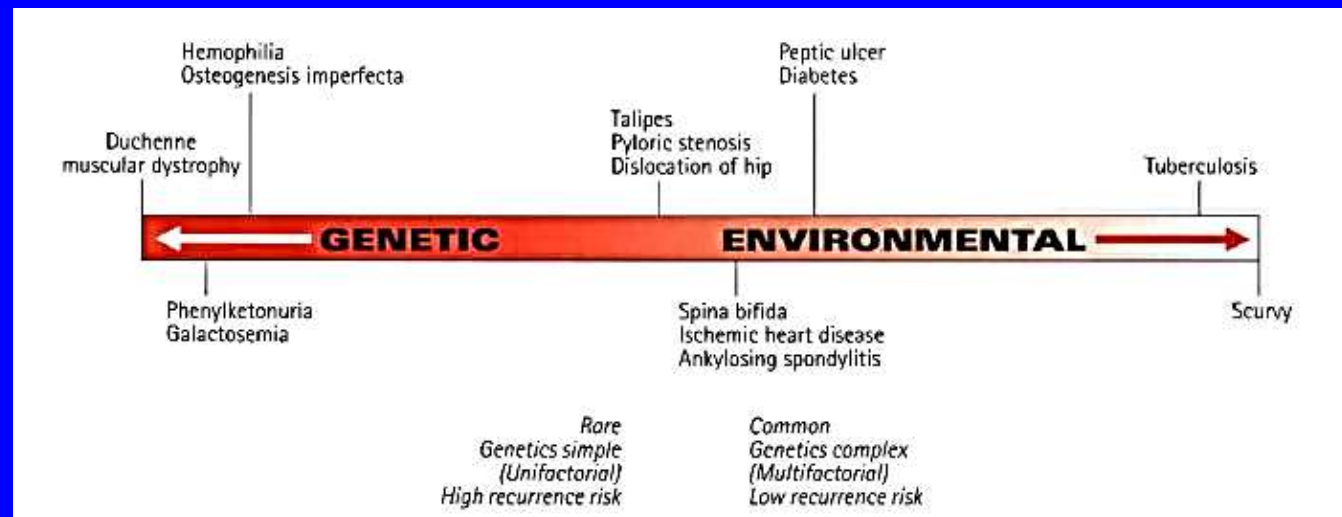 Hemophilia
Osteogenesis imperfecta
Peptic ulcer
Diabetes
Duchenne
muscular dystrophy
Talipes
Pyloric stenosis
Dislocation of hip
Tuberculosis
GENETIC
ENVIRONMENTAL
Phenylketonuria
Galactosemia
Spina bifida
Ischemic heart disease
Ankylosing spondylitis
Scurvy
Rare
Genetics simple
(Unifactorial)
High recurrence risk
Common
Genetics complex
(Multifactorial)
Low recurrence risk